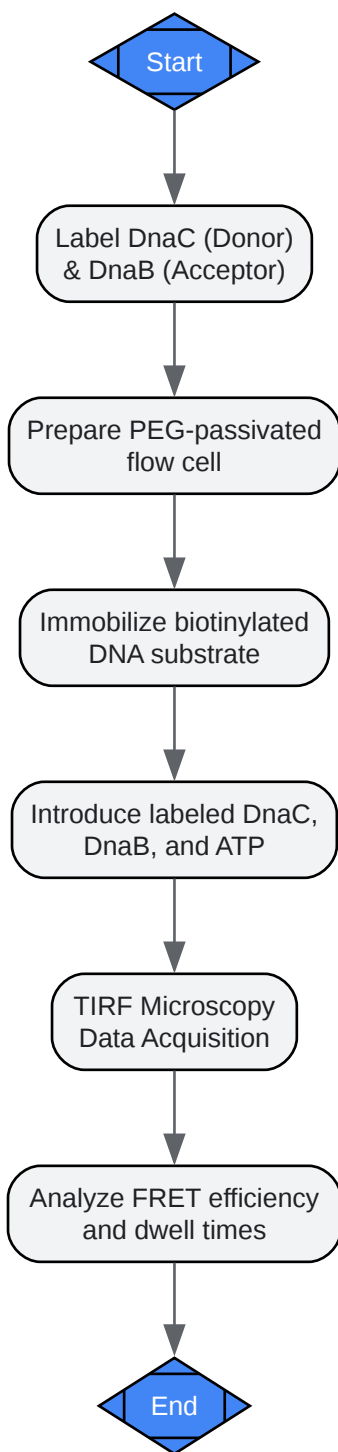 Start
Label DnaC (Donor)
& DnaB (Acceptor)
Prepare PEG-passivated
flow cell
Immobilize biotinylated
DNA substrate
Introduce labeled DnaC,
DnaB, and ATP
TIRF Microscopy
Data Acquisition
Analyze FRET efficiency
and dwell times
End